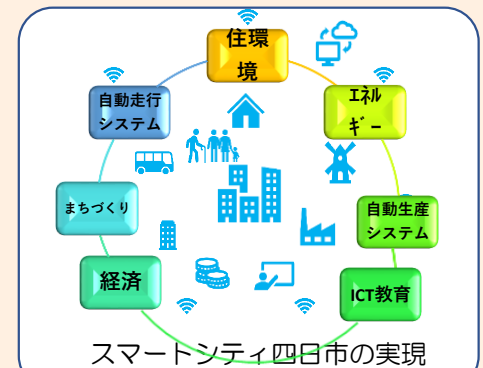 住環
境
自動走行
システム
エネル
ギー
まちづくり
自動生産
システム
経済
ICT教育
スマートシティ四日市の実現